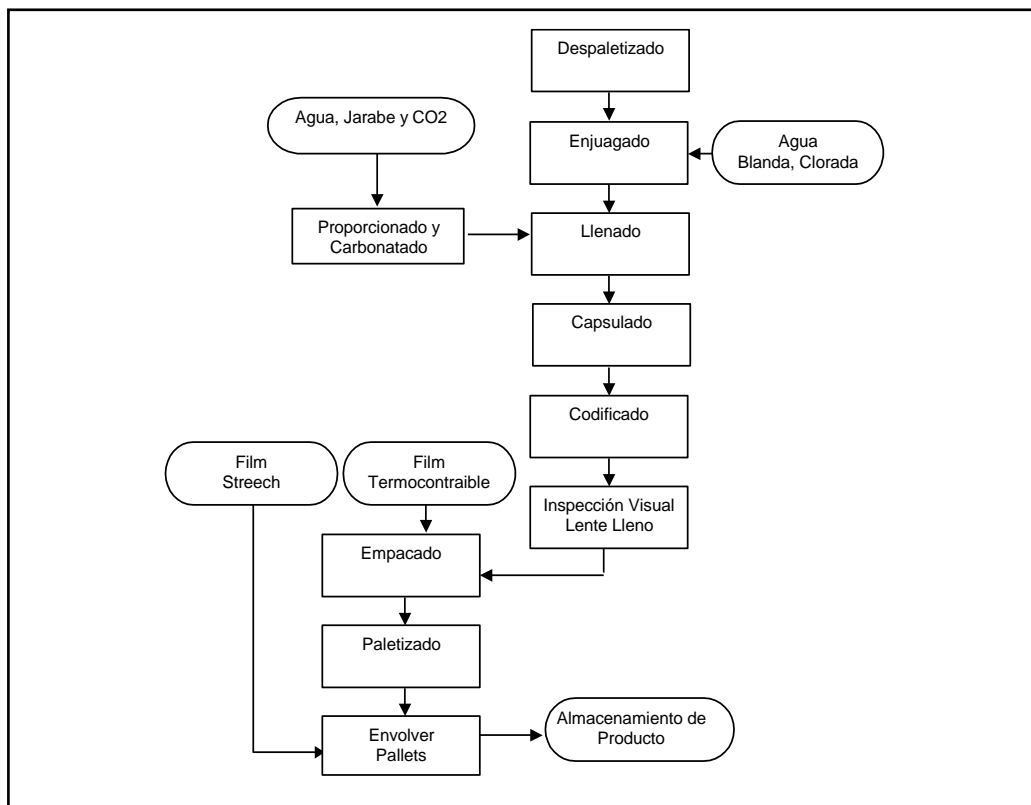 Despaletizado
Agua, Jarabe y CO2
Enjuagado
Agua
Blanda, Clorada
Proporcionado y
Carbonatado
Llenado
Capsulado
Codificado
Film
Streech
Film
Termocontraible
Inspección Visual
Lente Lleno
Empacado
Paletizado
Envolver
Pallets
Almacenamiento de
Producto